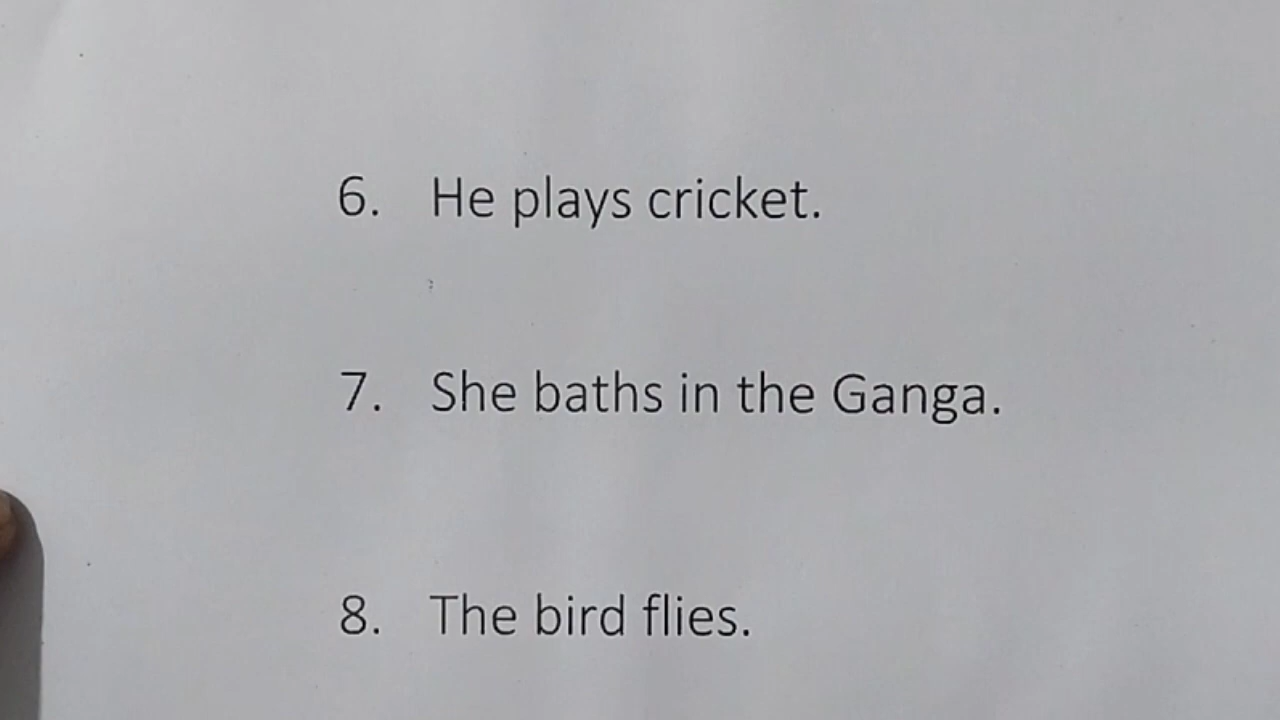 6. He plays cricket.
7. She baths in the Ganga.
8. The bird flies.